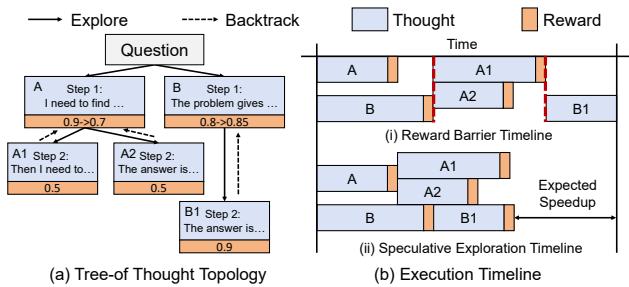 Explore
Backtrack
Thought
Reward
Question
A Step 1:
I need to find …
0.9->0.7
B Step 1:
The problem gives …
0.8->0.85
A1 Step 2:
Then I need to…
0.5
A2 Step 2:
The answer is…
0.5
B1 Step 2:
The answer is…
0.9
(a) Tree-of Thought Topology
Time
A
A1
A2
B
B1
(i) Reward Barrier Timeline
A
A1
A2
B
B1
Expected
Speedup
(ii) Speculative Exploration Timeline
(b) Execution Timeline